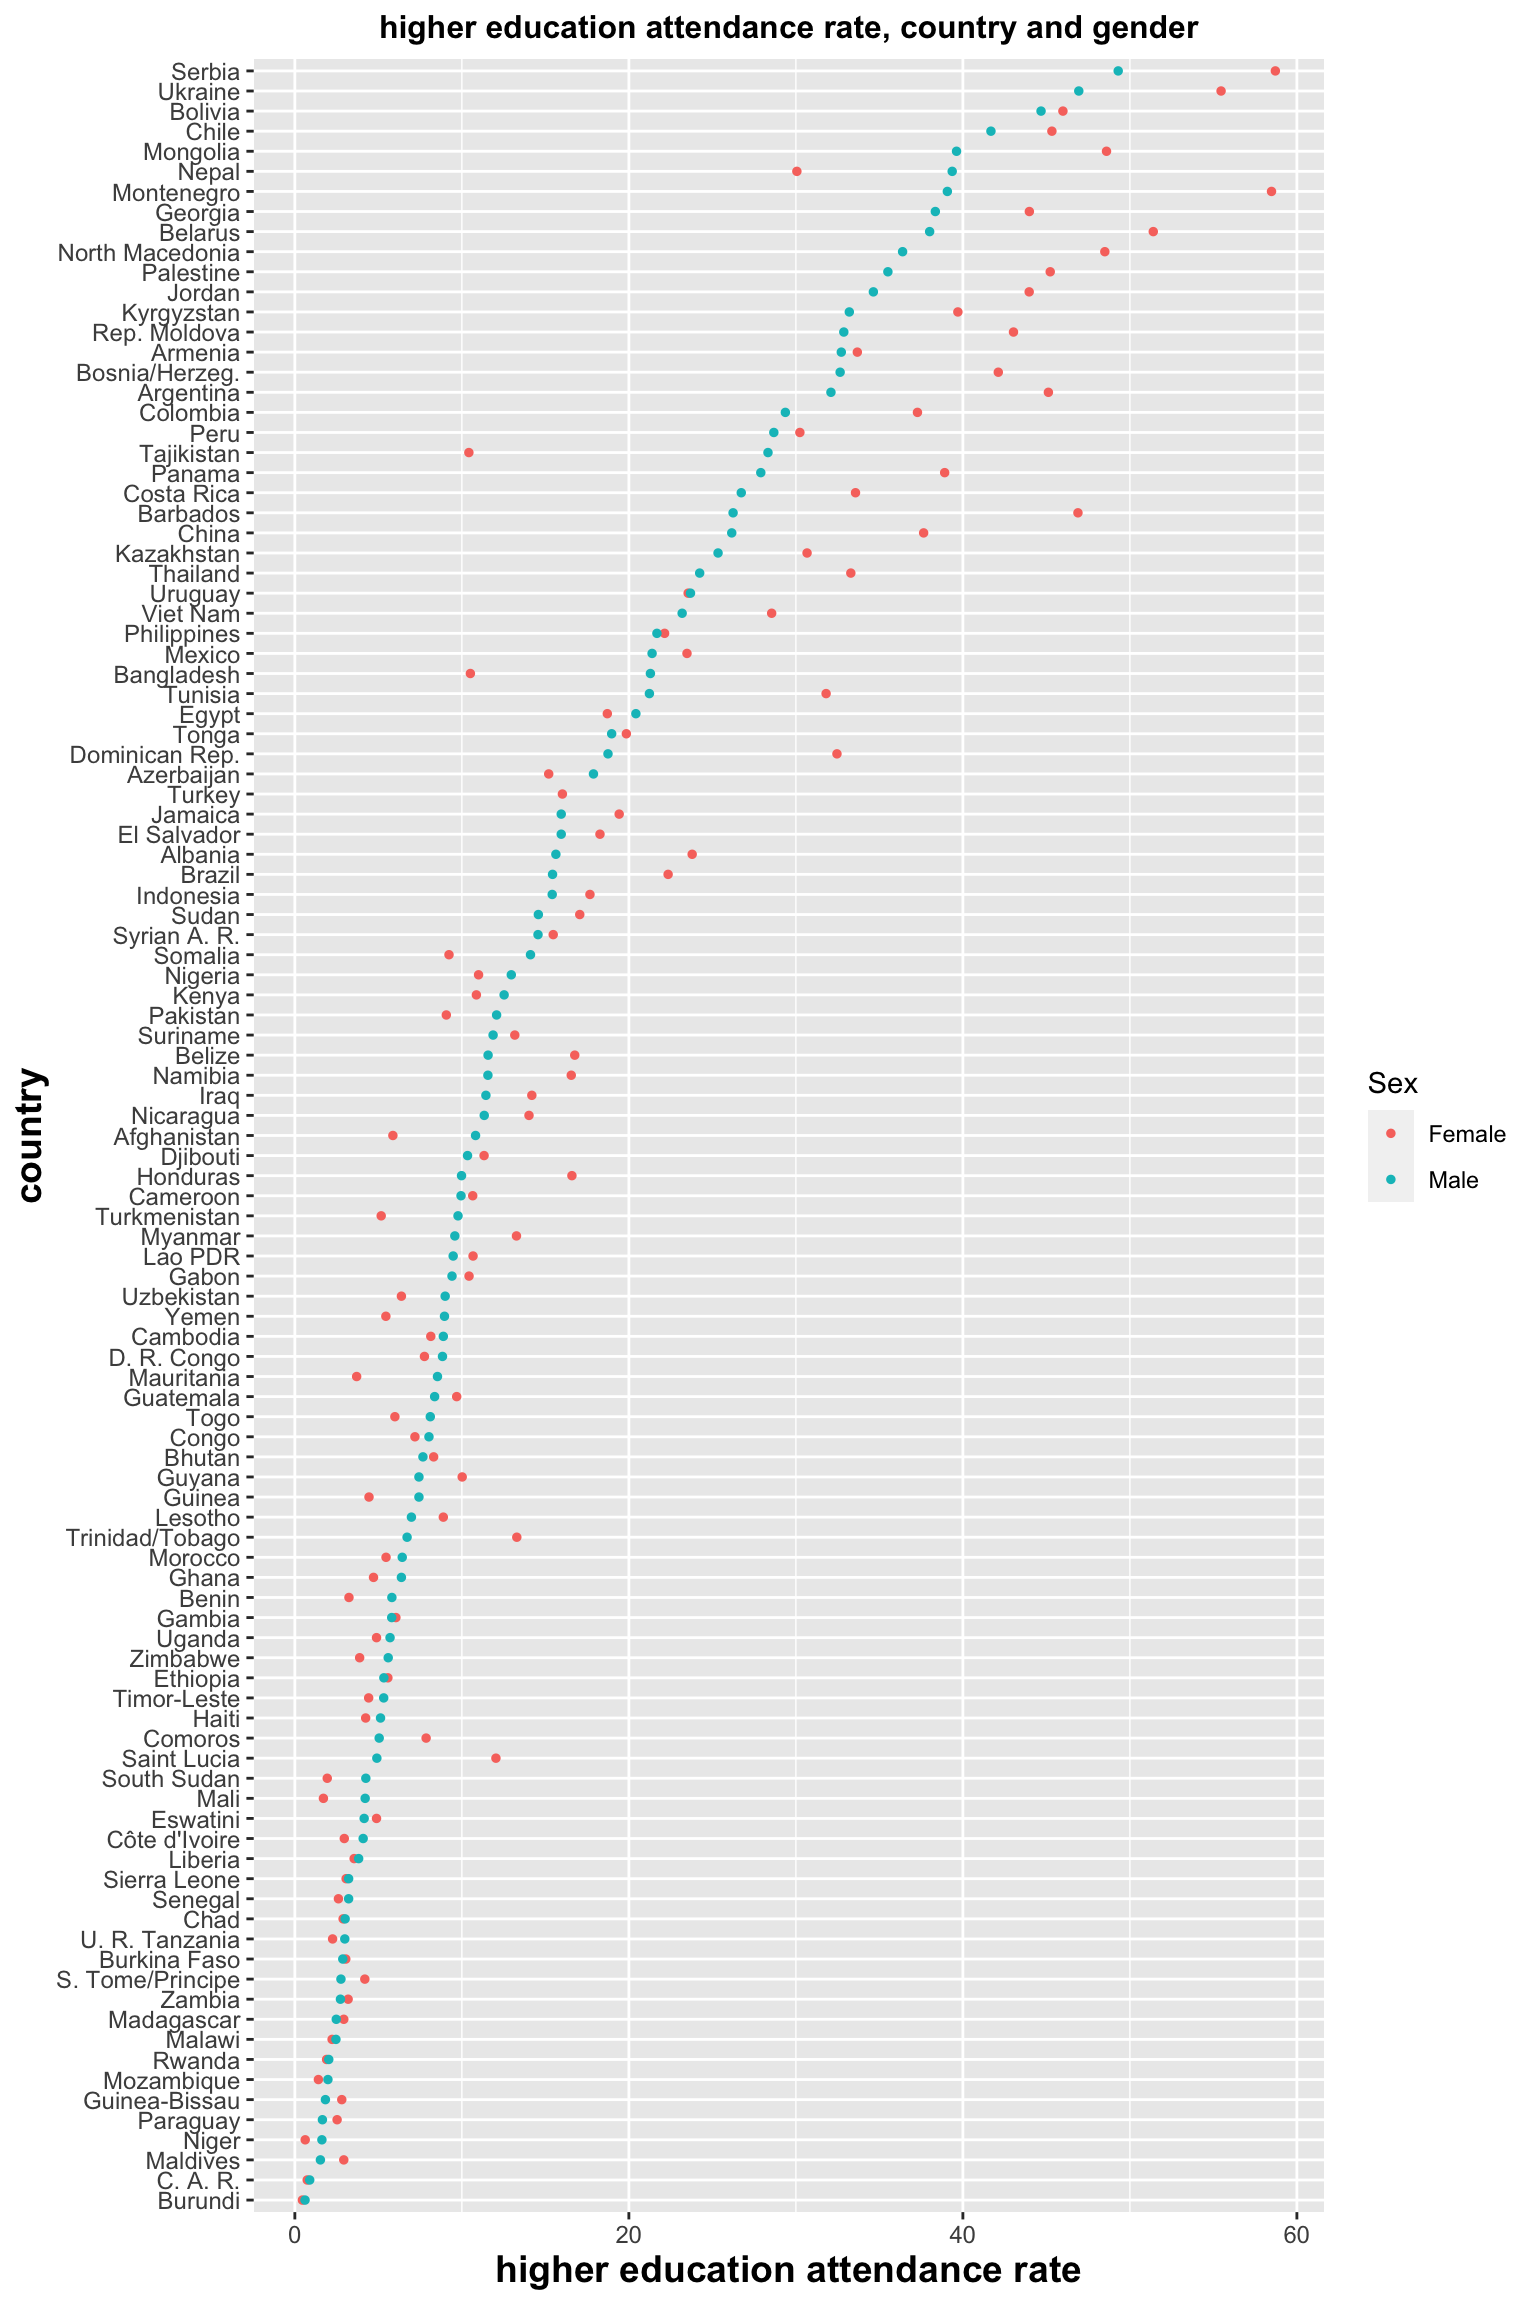 higher education attendance rate, country and gender
Serbia
Ukraine
Bolivia
Chile
Mongolia
Nepal
Montenegro
Georgia
Belarus
North Macedonia
Palestine
Jordan
Kyrgyzstan
Rep. Moldova
Armenia
Bosnia/Herzeg.
Argentina
Colombia
Peru
Tajikistan
Panama
Costa Rica
Barbados
China
Kazakhstan
Thailand
Uruguay
Viet Nam
Philippines
Mexico
Bangladesh
Tunisia
Egypt
Tonga
Dominican Rep.
Azerbaijan
Turkey
Jamaica
El Salvador
Albania
Brazil
Indonesia
Sudan
Syrian A. R.
Somalia
Nigeria
Kenya
Pakistan
Suriname
Belize
Namibia
Iraq
Nicaragua
Afghanistan
Djibouti
Honduras
Cameroon
Turkmenistan
Myanmar
Lao PDR
Gabon
Uzbekistan
Yemen
Cambodia
D. R. Congo
Mauritania
Guatemala
Togo
Congo
Bhutan
Guyana
Guinea
Lesotho
Trinidad/Tobago
Morocco
Ghana
Benin
Gambia
Uganda
Zimbabwe
Ethiopia
Timor-Leste
Haiti
Comoros
Saint Lucia
South Sudan
Mali
Eswatini
Côte d'Ivoire
Liberia
Sierra Leone
Senegal
Chad
U. R. Tanzania
Burkina Faso
S. Tome/Principe
Zambia
Madagascar
Malawi
Rwanda
Mozambique
Guinea-Bissau
Paraguay
Niger
Maldives
C. A. R.
Burundi
country
0 20 40 60
higher education attendance rate
Sex
Female
Male